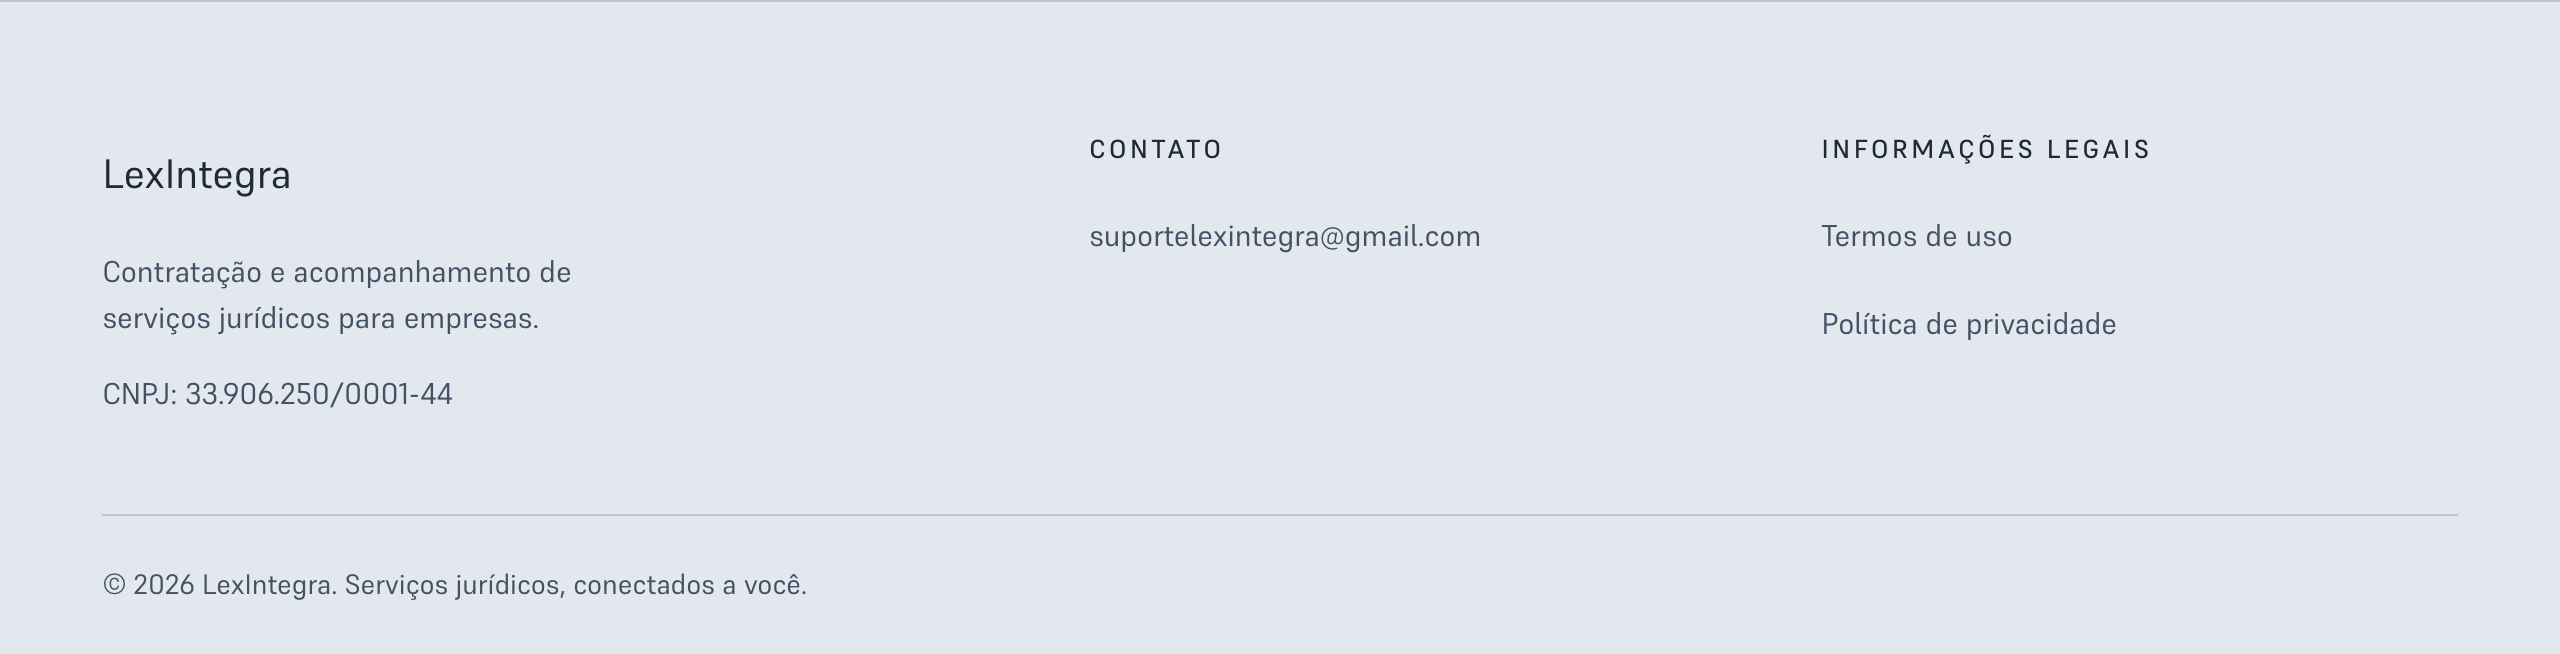 LexIntegra
Contratação e acompanhamento de
serviços jurídicos para empresas.
CNPJ: 33.906.250/0001-44
CONTATO
suportelexintegra@gmail.com
INFORMAÇÕES LEGAIS
Termos de uso
Política de privacidade
© 2026 LexIntegra. Serviços jurídicos, conectados a você.